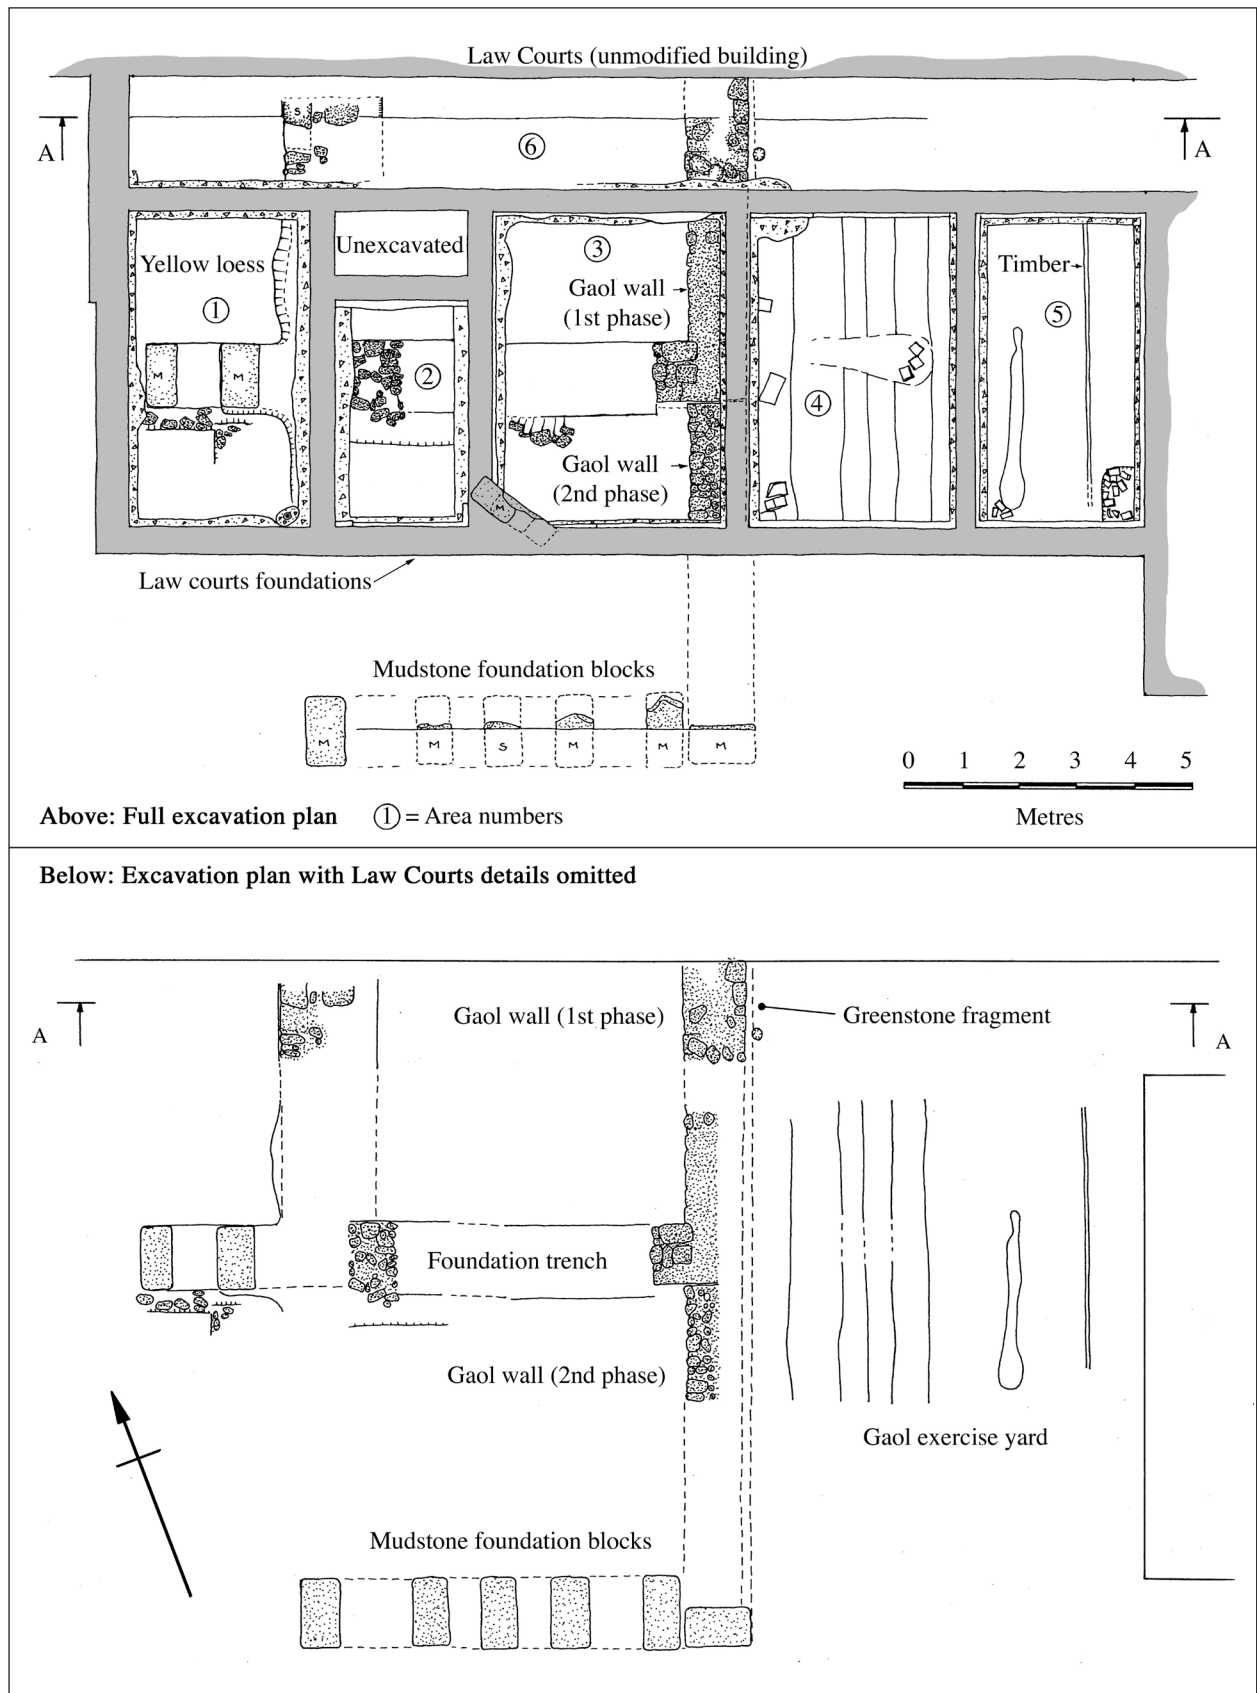 Law Courts (unmodified building)
A
A
S
6
Yellow loess
1
M
M
Unexcavated
2
3
Gaol wall
(1st phase)
Gaol wall
(2nd phase)
M
4
Timber
5
Law courts foundations
Mudstone foundation blocks
M
M
S
M
M
M
0 1 2 3 4 5
Metres
Above: Full excavation plan 1 = Area numbers
Below: Excavation plan with Law Courts details omitted
A
A
Gaol wall (1st phase)
Greenstone fragment
Foundation trench
Gaol wall (2nd phase)
Gaol exercise yard
Mudstone foundation blocks